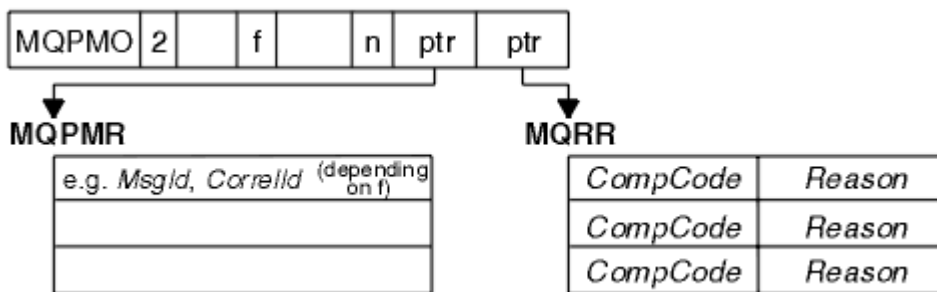 MQPMO 2 f n ptr ptr
MQPMR MQRR
e.g. MsgId, CorrelId (depending on f) CompCode Reason
CompCode Reason
CompCode Reason